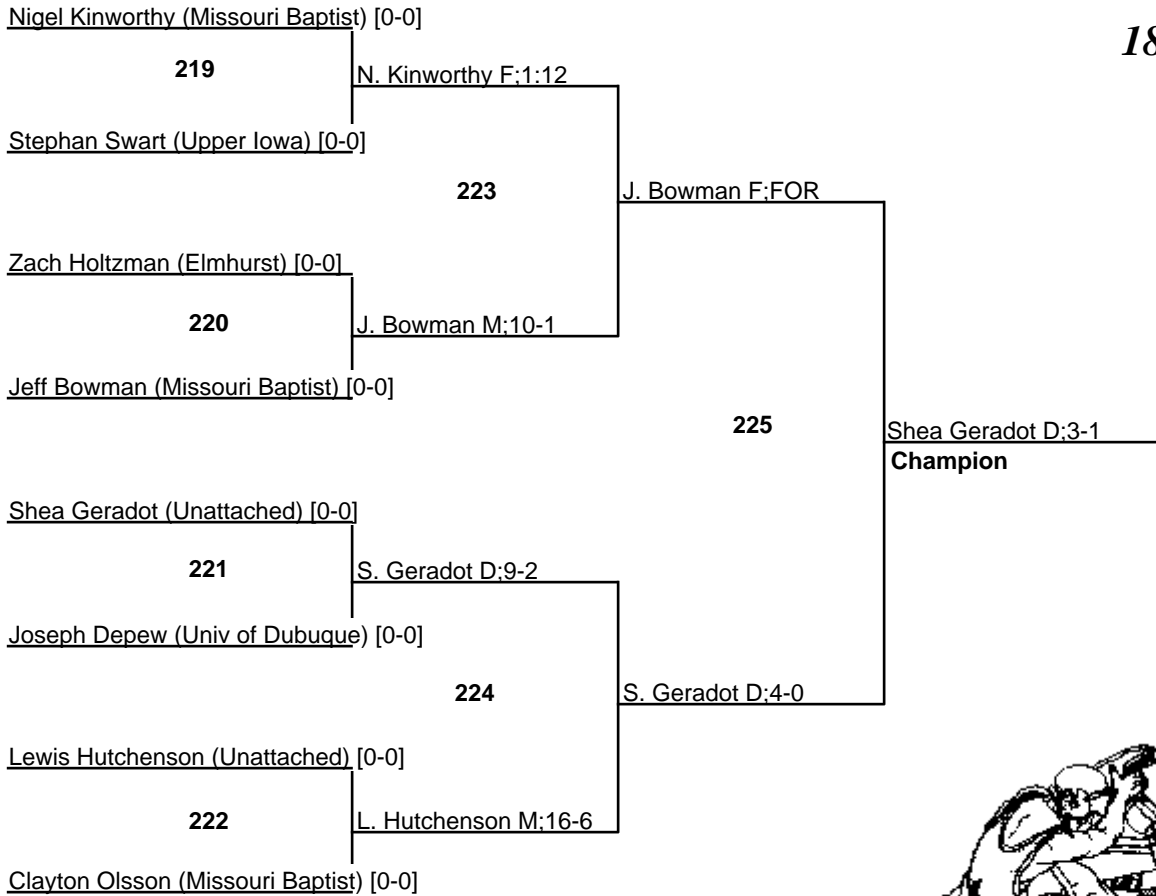 Nigel Kinworthy (Missouri Baptist) [0-0]
18
219
N. Kinworthy F;1:12
Stephan Swart (Upper Iowa) [0-0]
223
J. Bowman F;FOR
Zach Holtzman (Elmhurst) [0-0]
220
J. Bowman M;10-1
Jeff Bowman (Missouri Baptist) [0-0]
225
Shea Geradot D;3-1
Champion
Shea Geradot (Unattached) [0-0]
221
S. Geradot D;9-2
Joseph Depew (Univ of Dubuque) [0-0]
224
S. Geradot D;4-0
Lewis Hutchenson (Unattached) [0-0]
222
L. Hutchenson M;16-6
Clayton Olsson (Missouri Baptist) [0-0]